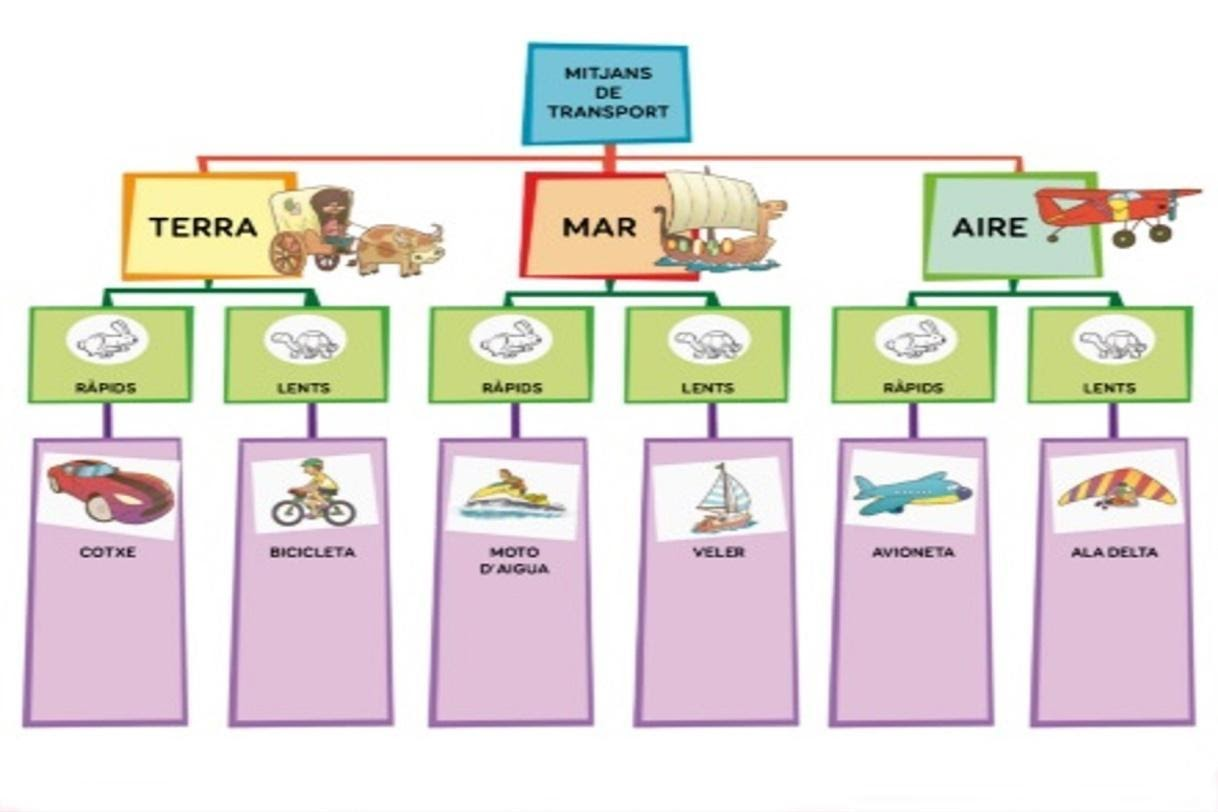 MITJANS
DE
TRANSPORT
TERRA
MAR
AIRE
RÀPIDS
LENTS
RÀPIDS
LENTS
RÀPIDS
LENTS
COTXE
BICICLETA
MOTO
D'AIGUA
VELER
AVIONETA
ALA DELTA